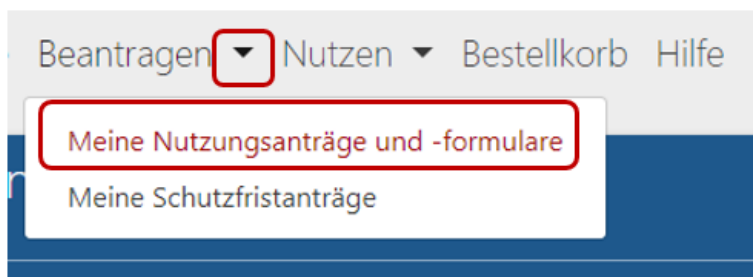 Beantragen Nutzen Bestellkorb Hilfe
Meine Nutzungsanträge und -formulare
Meine Schutzfristanträge